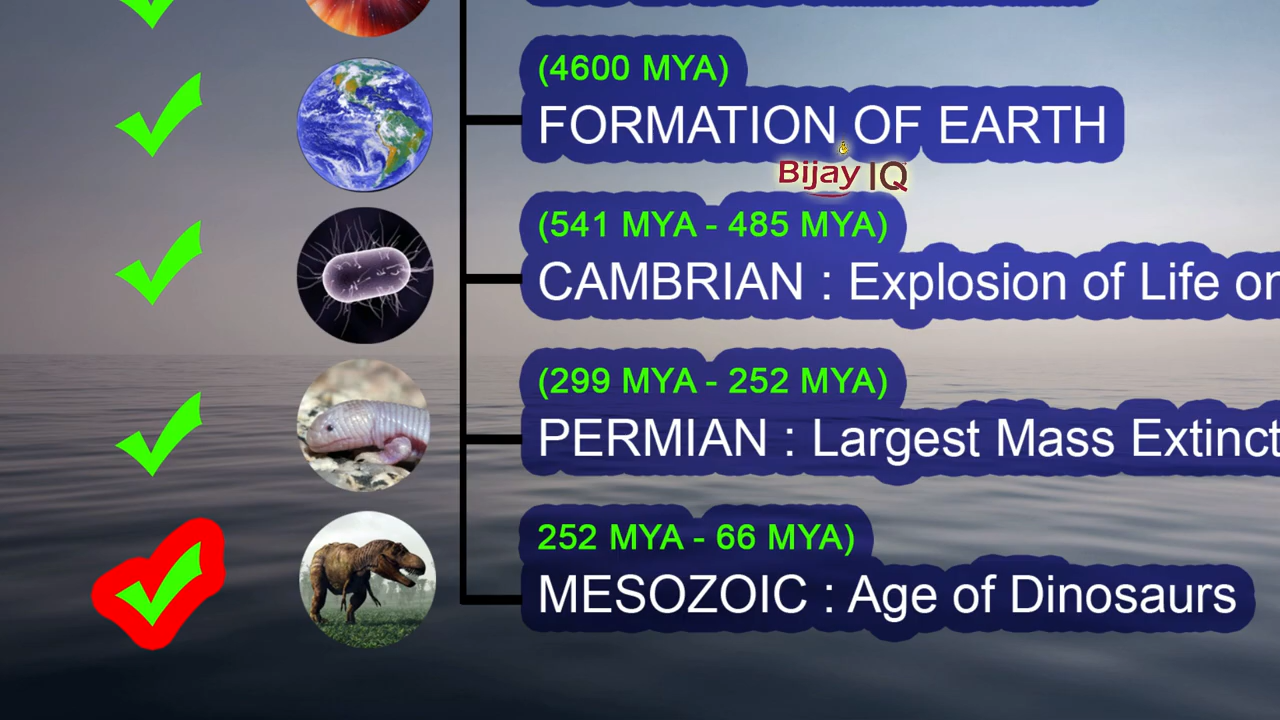 (4600 MYA)
FORMATION OF EARTH
Bijay IQ
(541 MYA - 485 MYA)
CAMBRIAN : Explosion of Life or
(299 MYA - 252 MYA)
PERMIAN : Largest Mass Extinct
252 MYA - 66 MYA)
MESOZOIC : Age of Dinosaurs